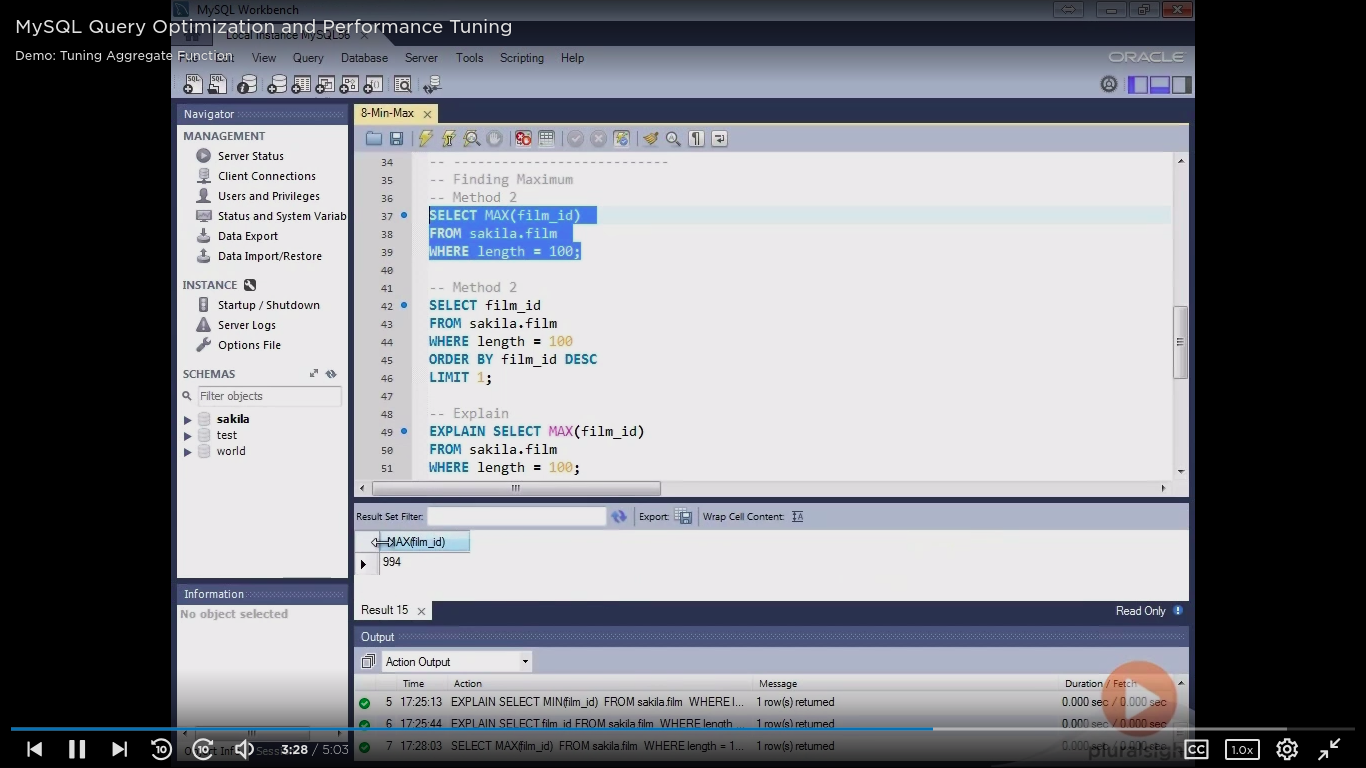 MySQL Workbench
MySQL Query Optimization and Performance Tuning
Local instance MySQL56
Demo: Tuning Aggregate Function
View Query Database Server Tools Scripting Help
ORACLE
Navigator
8-Min-Max
MANAGEMENT
Server Status
Client Connections
Users and Privileges
Status and System Variab
Data Export
Data Import/Restore
INSTANCE
Startup / Shutdown
Server Logs
Options File
SCHEMAS
Filter objects
sakila
test
world
34 -- ---------------------------
35 -- Finding Maximum
36 -- Method 2
37 SELECT MAX(film_id)
38 FROM sakila.film
39 WHERE length = 100;
40
41 -- Method 2
42 SELECT film_id
43 FROM sakila.film
44 WHERE length = 100
45 ORDER BY film_id DESC
46 LIMIT 1;
47
48 -- Explain
49 EXPLAIN SELECT MAX(film_id)
50 FROM sakila.film
51 WHERE length = 100;
Result Set Filter: Export: Wrap Cell Content:
MAX(film_id)
994
Result 15
Read Only
Information
No object selected
Output
Action Output
Time Action Message Duration / Fetch
5 17:25:13 EXPLAIN SELECT MIN(film_id) FROM sakila.film WHERE l... 1 row(s) returned 0.000 sec / 0.000 sec
6 17:25:44 EXPLAIN SELECT film_id FROM sakila.film WHERE length ... 1 row(s) returned 0.000 sec / 0.000 sec
7 17:28:03 SELECT MAX(film_id) FROM sakila.film WHERE length = 1... 1 row(s) returned 0.000 sec / 0.000 sec
pluralsight
10 10 3:28 / 5:03 CC 1.0x